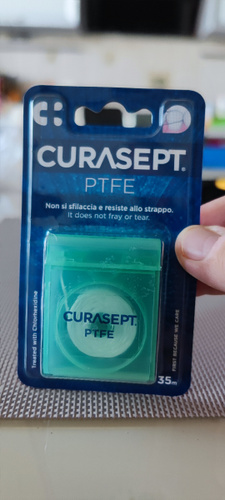 CURASEPT
PTFE
Non si sfilaccia e resiste allo strappo.
It does not fray or tear.
CURASEPT
PTFE
Treated with Chlorhexidine
FIRST BECAUSE WE CARE
35m